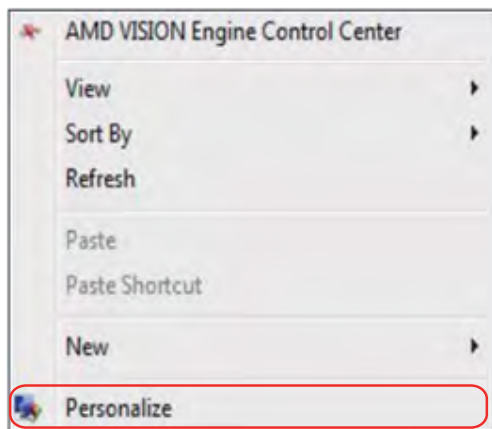 AMD VISION Engine Control Center
View
Sort By
Refresh
Paste
Paste Shortcut
New
Personalize